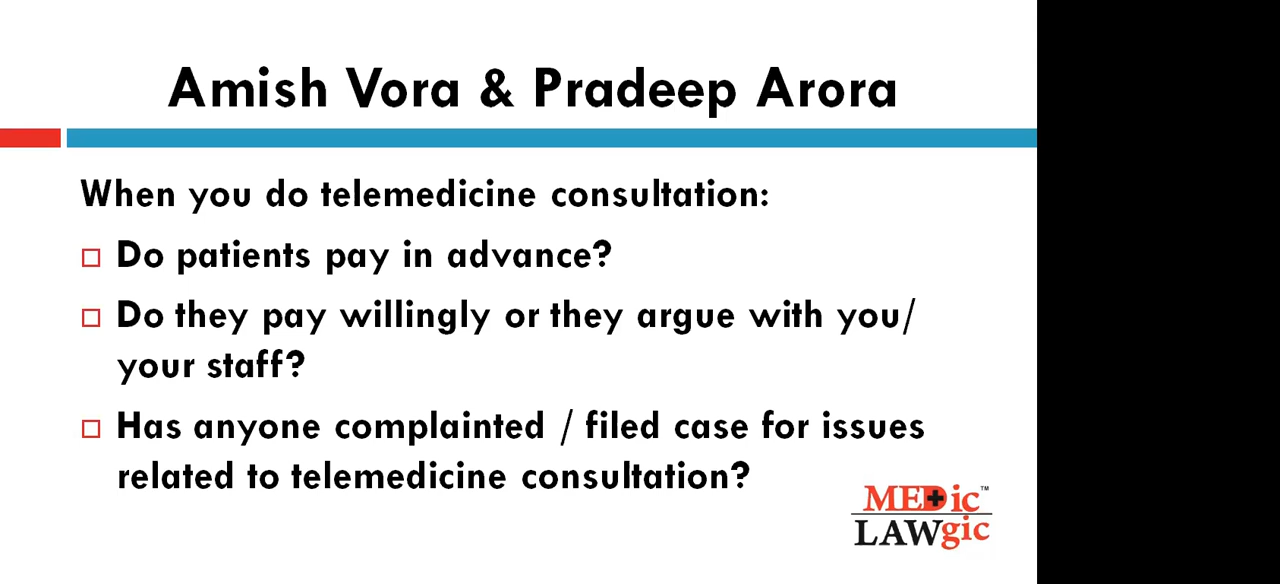 Amish Vora & Pradeep Arora
When you do telemedicine consultation:
Do patients pay in advance?
Do they pay willingly or they argue with you/
your staff?
Has anyone complainted / filed case for issues
related to telemedicine consultation?
MEDic™
LAWgic